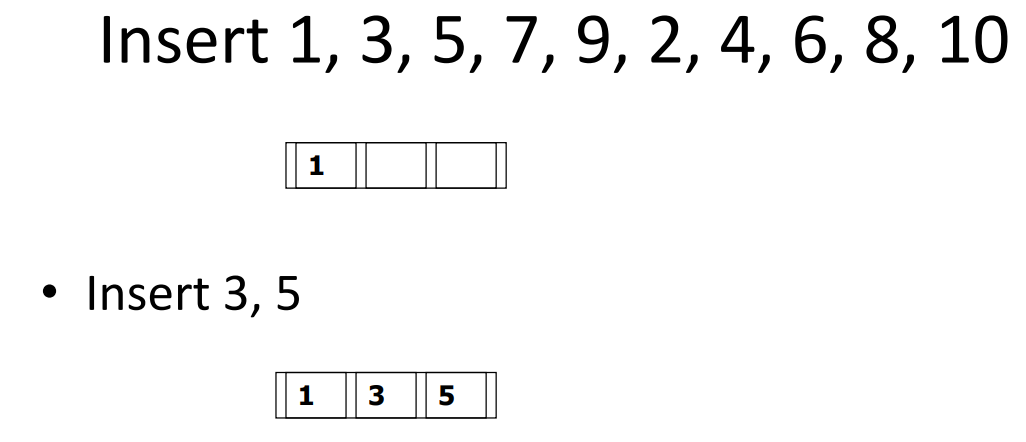 Insert 1, 3, 5, 7, 9, 2, 4, 6, 8, 10
1
• Insert 3, 5
1 3 5